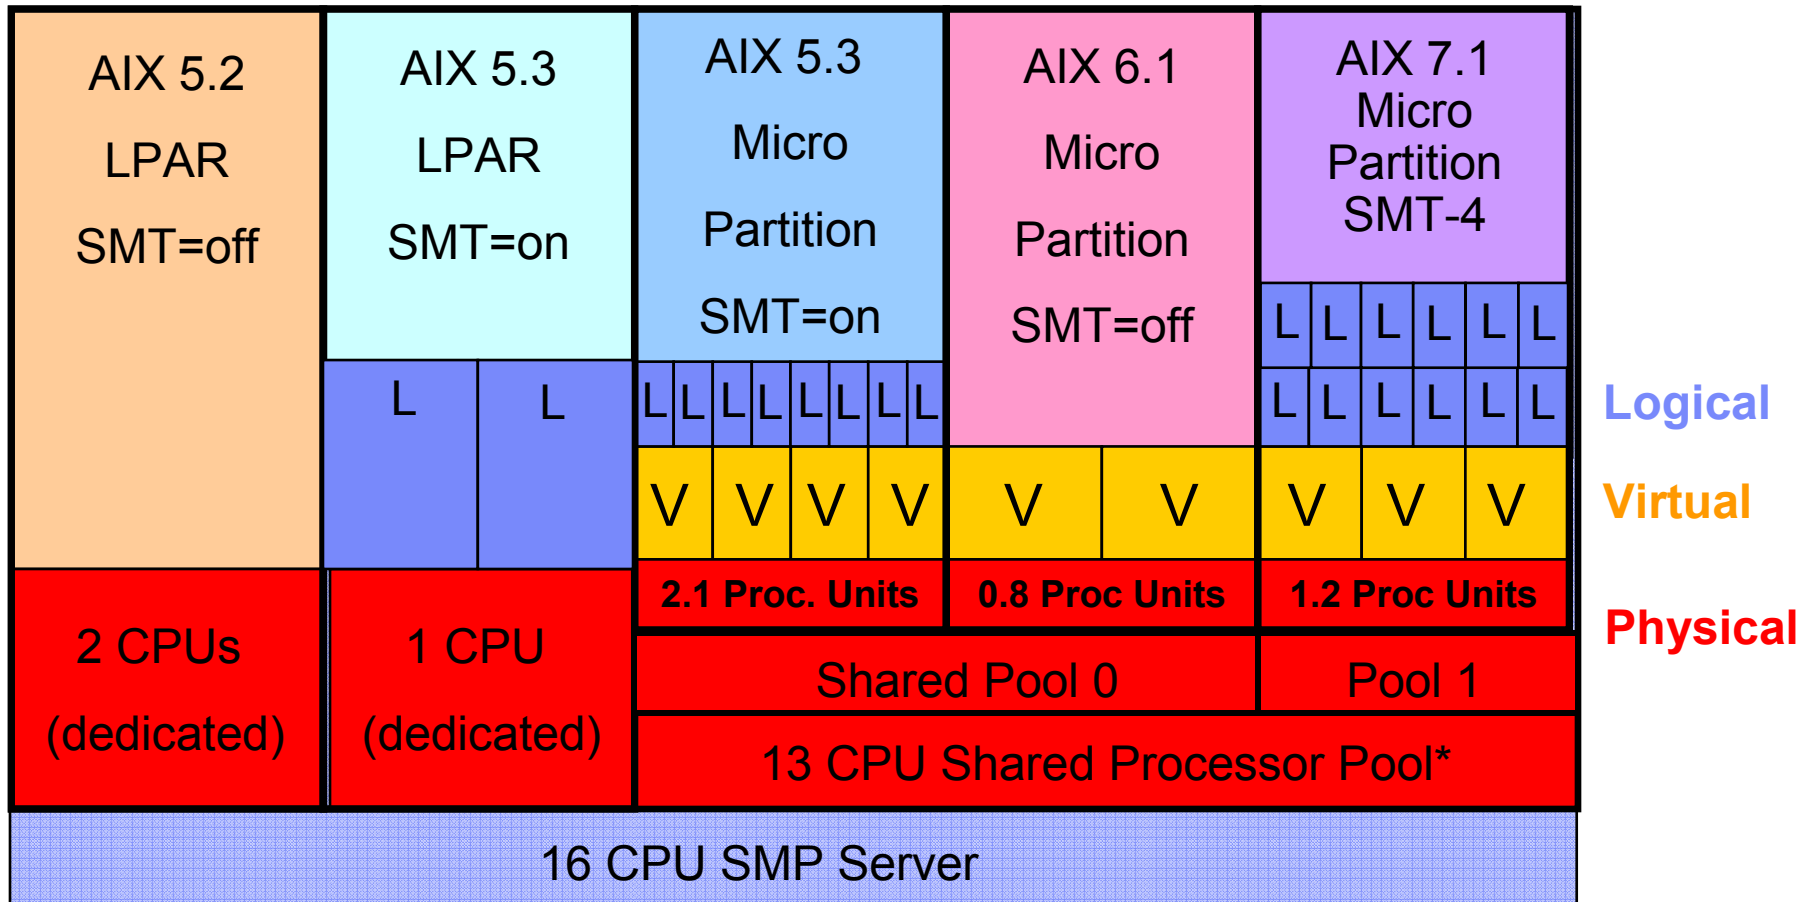 AIX 5.2
LPAR
SMT=off
AIX 5.3
LPAR
SMT=on
AIX 5.3
Micro
Partition
SMT=on
AIX 6.1
Micro
Partition
SMT=off
AIX 7.1
Micro
Partition
SMT-4
L L L L L L
L L
L L L L L L L L
L L L L L L
Logical
V V V V
V V
V V V
Virtual
2.1 Proc. Units
0.8 Proc Units
1.2 Proc Units
Physical
2 CPUs
(dedicated)
1 CPU
(dedicated)
Shared Pool 0
Pool 1
13 CPU Shared Processor Pool*
16 CPU SMP Server